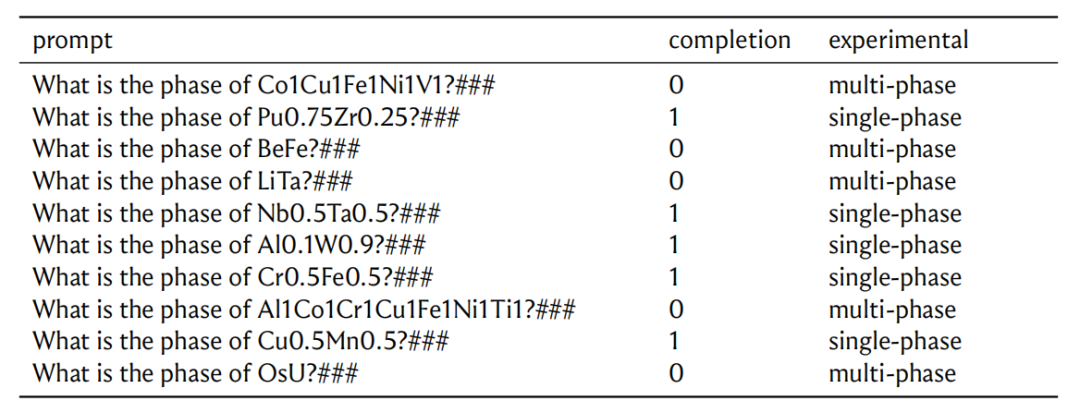 prompt completion experimental
What is the phase of Co1Cu1Fe1Ni1V1?### 0 multi-phase
What is the phase of Pu0.75Zr0.25?### 1 single-phase
What is the phase of BeFe?### 0 multi-phase
What is the phase of LiTa?### 0 multi-phase
What is the phase of Nb0.5Ta0.5?### 1 single-phase
What is the phase of Al0.1W0.9?### 1 single-phase
What is the phase of Cr0.5Fe0.5?### 1 single-phase
What is the phase of Al1Co1Cr1Cu1Fe1Ni1Ti1?### 0 multi-phase
What is the phase of Cu0.5Mn0.5?### 1 single-phase
What is the phase of OsU?### 0 multi-phase